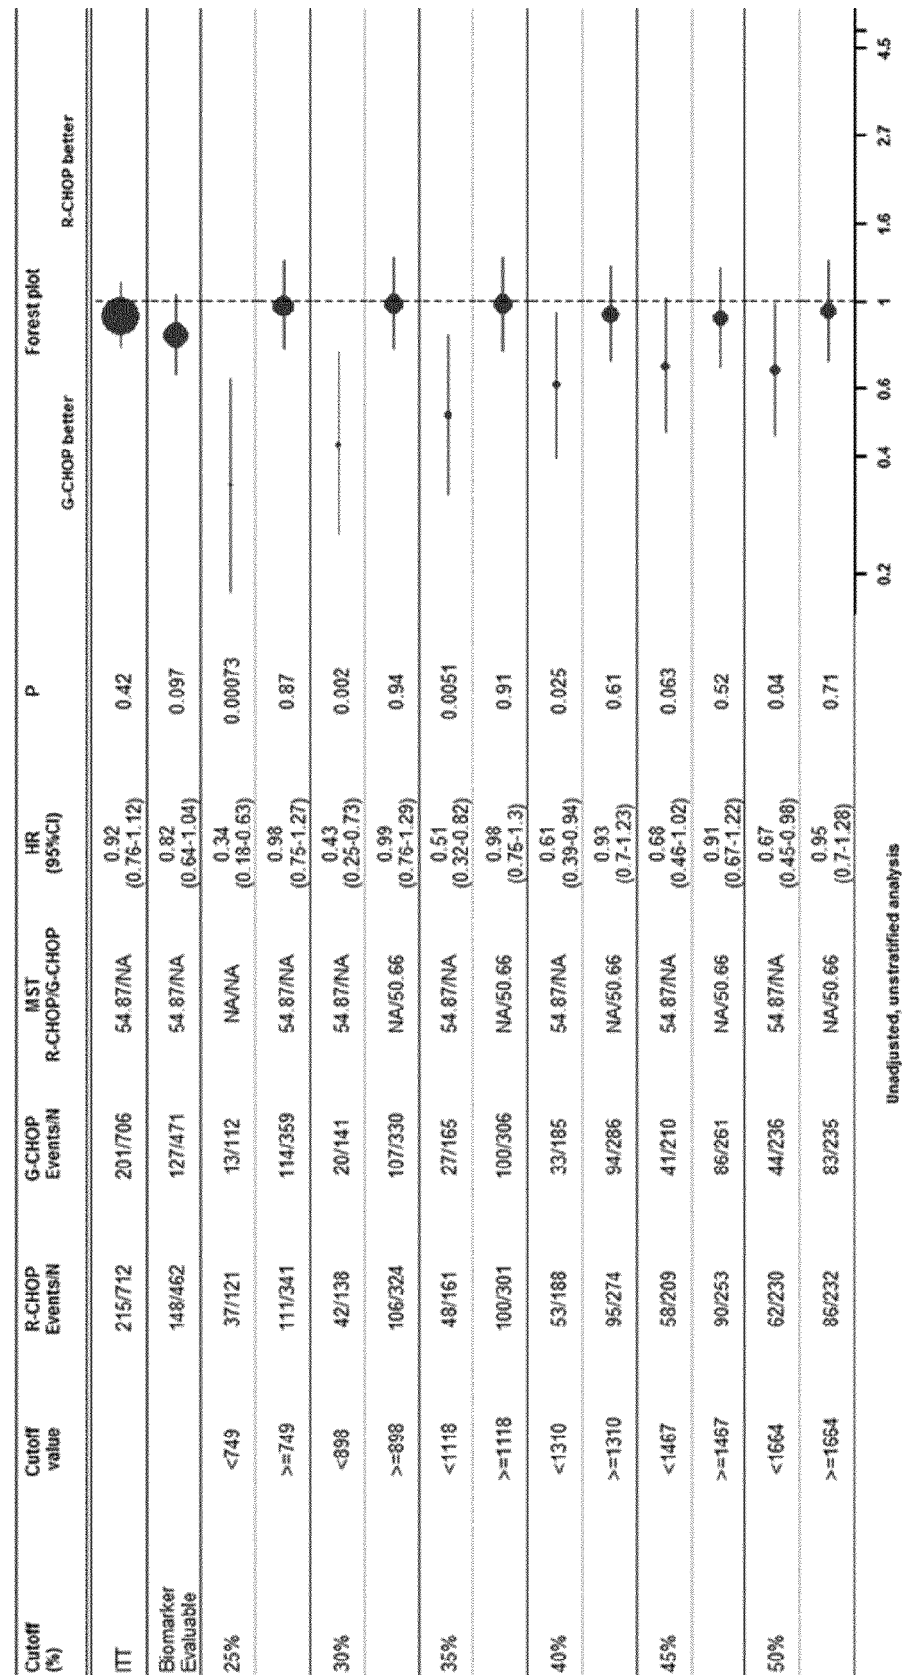 Cutoff (%) Cutoff value R-CHOP Events/N G-CHOP Events/N MST R-CHOP/G-CHOP HR (95%CI) P Forest plot
G-CHOP better R-CHOP better
ITT 215/712 201/706 54.87/NA 0.92 (0.76-1.12) 0.42
Biomarker Evaluable 148/462 127/471 54.87/NA 0.82 (0.64-1.04) 0.097
25% <749 37/121 13/112 NA/NA 0.34 (0.18-0.63) 0.00073
>=749 111/341 114/359 54.87/NA 0.98 (0.75-1.27) 0.87
30% <898 42/138 20/141 54.87/NA 0.43 (0.25-0.73) 0.002
>=898 106/324 107/330 NA/50.66 0.99 (0.76-1.29) 0.94
35% <1118 48/161 27/165 54.87/NA 0.51 (0.32-0.82) 0.0051
>=1118 100/301 100/306 NA/50.66 0.98 (0.75-1.3) 0.91
40% <1310 53/188 33/185 54.87/NA 0.61 (0.39-0.94) 0.025
>=1310 95/274 94/286 NA/50.66 0.93 (0.7-1.23) 0.61
45% <1467 58/209 41/210 54.87/NA 0.68 (0.46-1.02) 0.063
>=1467 90/253 86/261 NA/50.66 0.91 (0.67-1.22) 0.52
50% <1664 62/230 44/236 54.87/NA 0.67 (0.45-0.98) 0.04
>=1664 86/232 83/235 NA/50.66 0.95 (0.7-1.28) 0.71
0.2 0.4 0.6 1 1.6 2.7 4.5
Unadjusted, unstratified analysis